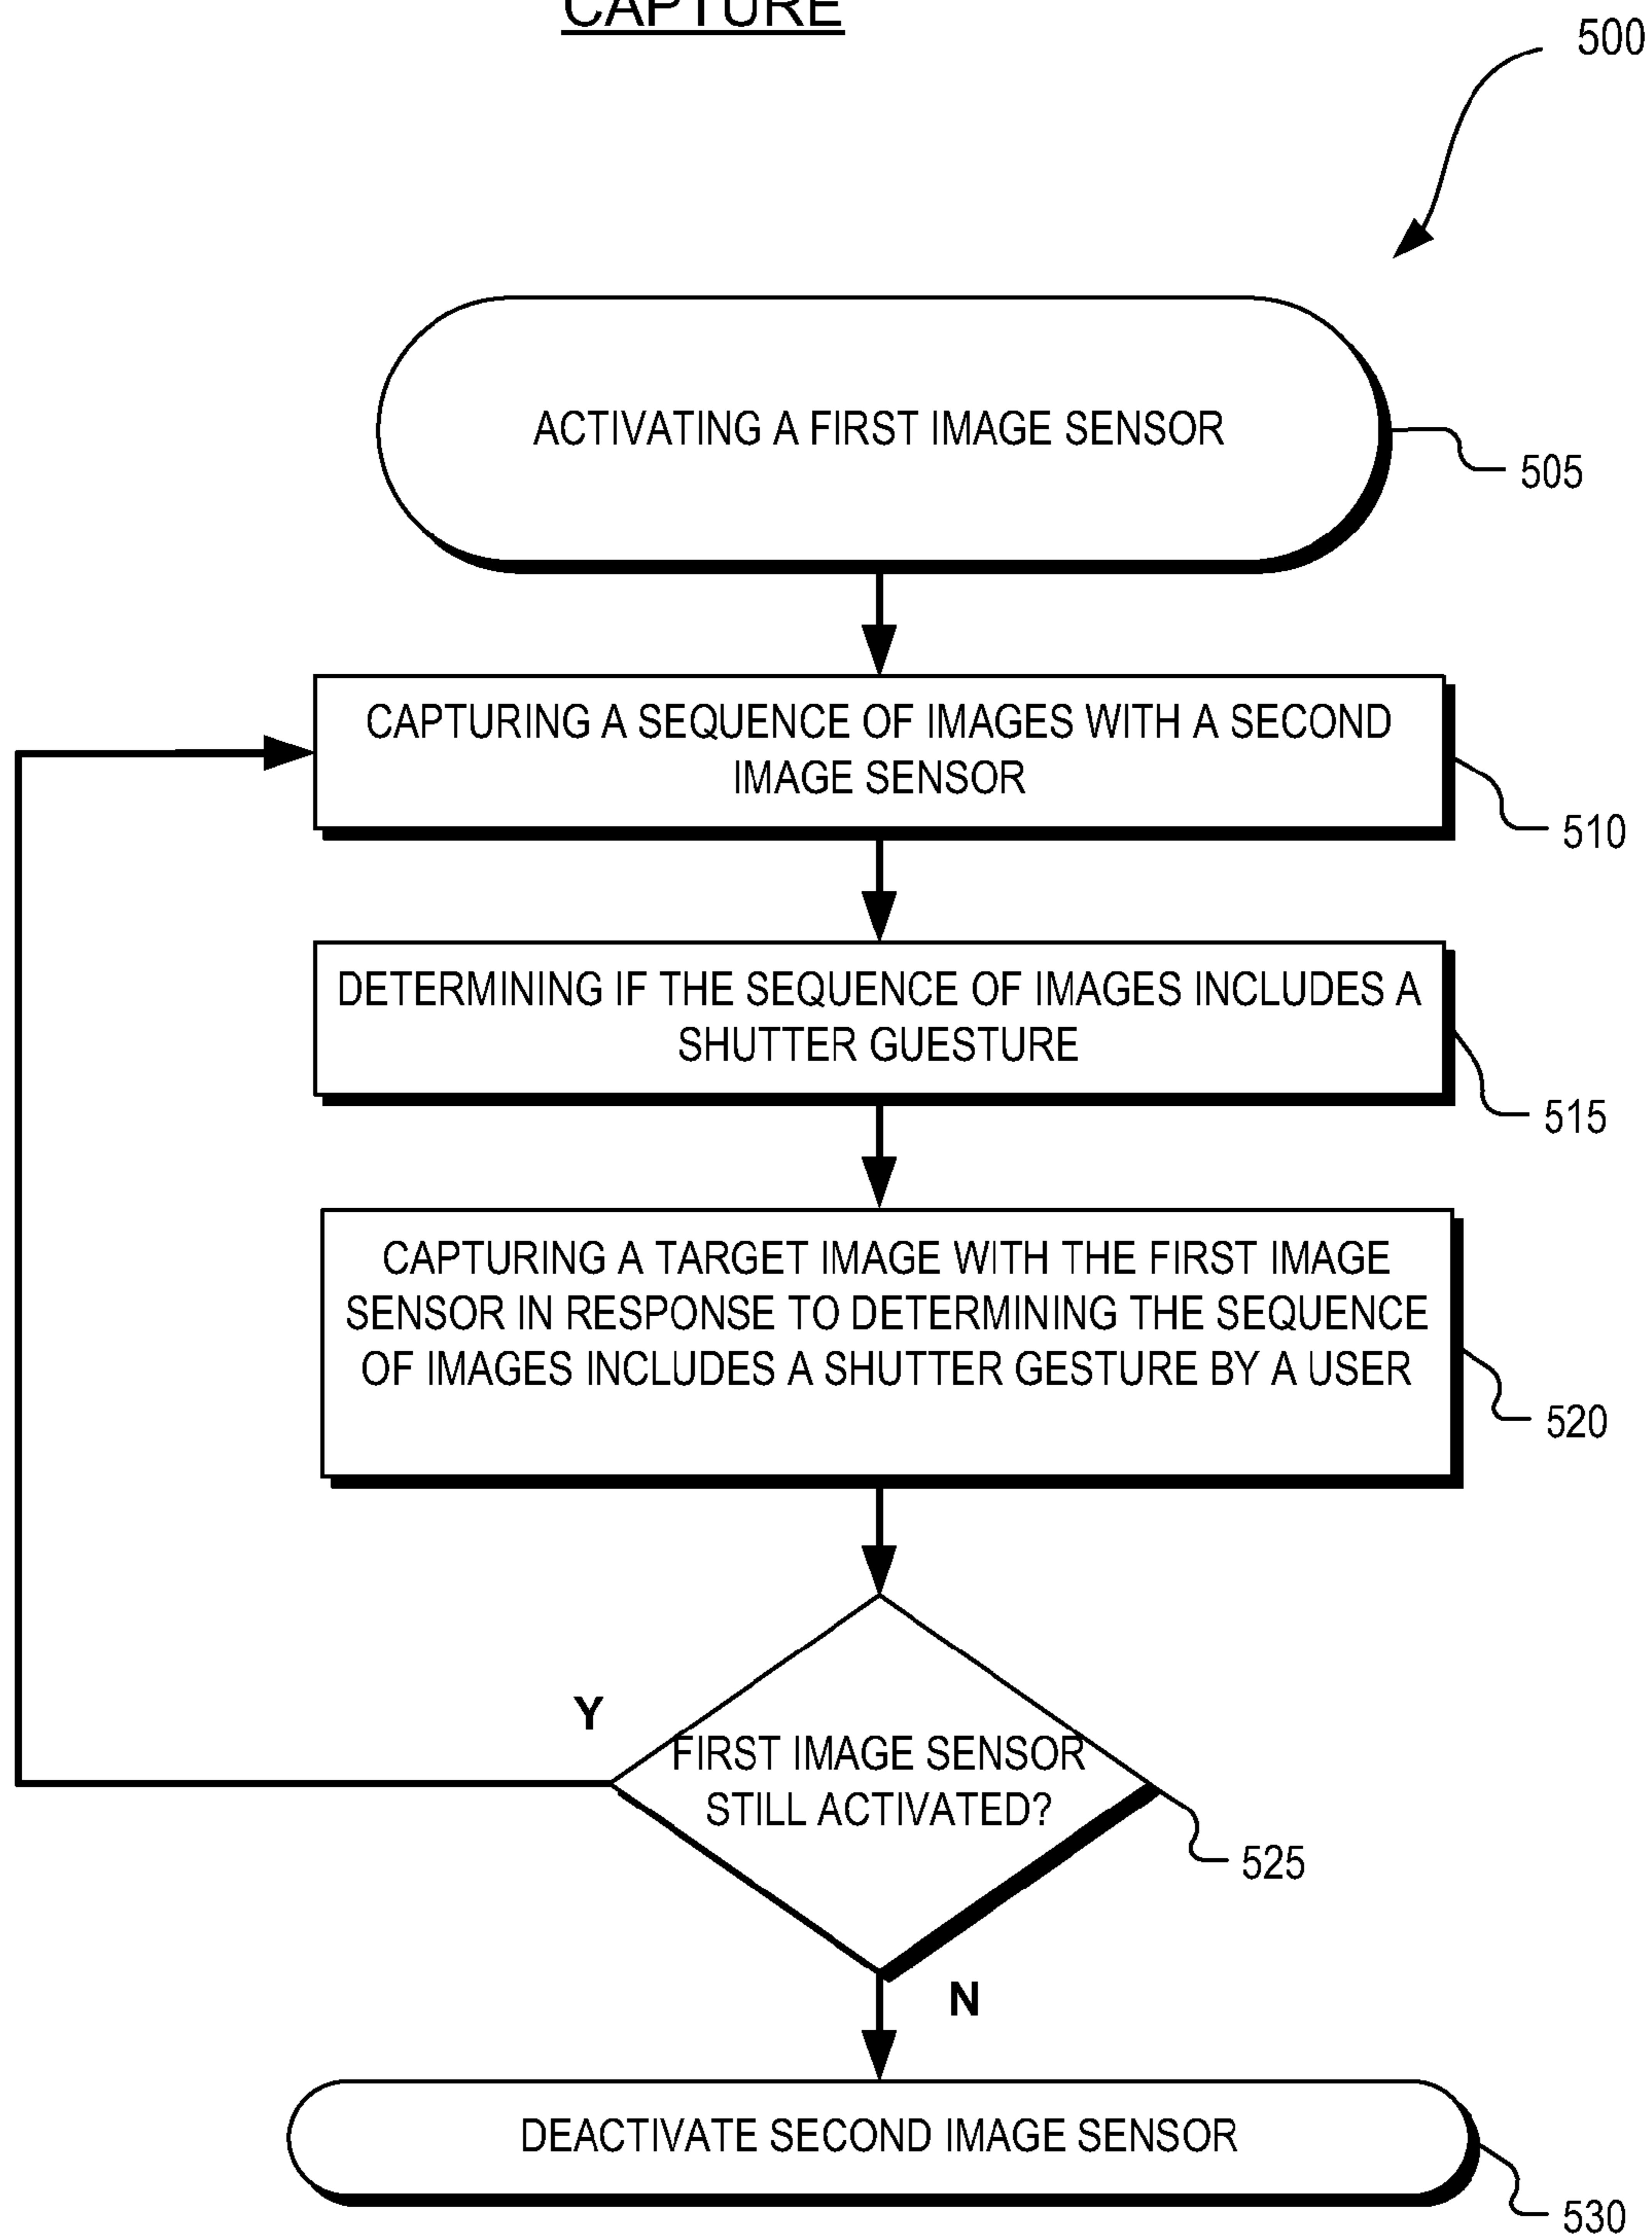 CAPTURE
500
ACTIVATING A FIRST IMAGE SENSOR
505
CAPTURING A SEQUENCE OF IMAGES WITH A SECOND
IMAGE SENSOR
510
DETERMINING IF THE SEQUENCE OF IMAGES INCLUDES A
SHUTTER GUESTURE
515
CAPTURING A TARGET IMAGE WITH THE FIRST IMAGE
SENSOR IN RESPONSE TO DETERMINING THE SEQUENCE
OF IMAGES INCLUDES A SHUTTER GESTURE BY A USER
520
Y
FIRST IMAGE SENSOR
STILL ACTIVATED?
525
N
DEACTIVATE SECOND IMAGE SENSOR
530